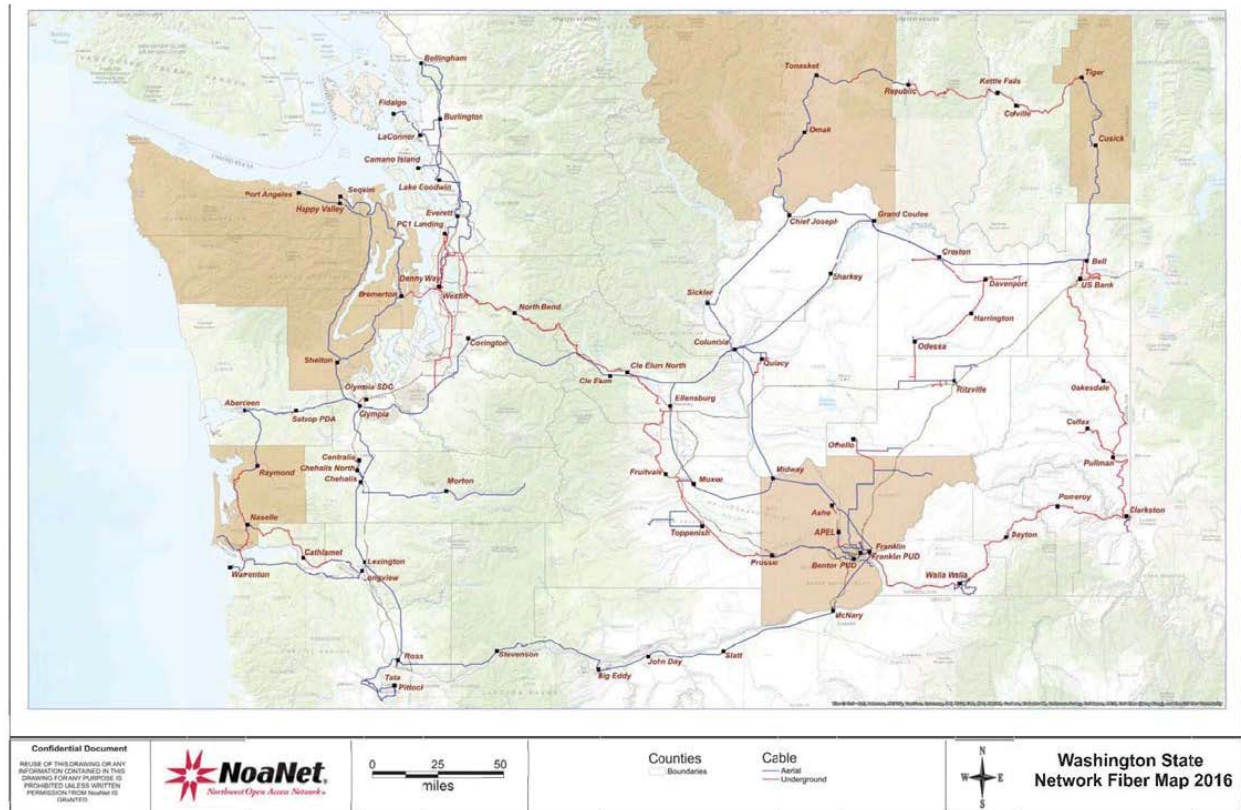 Bellingham
Fidalgo
Burlington
LaConner
Camano Island
Lake Goodwin
Port Angeles
Sequim
Happy Valley
Everett
PC1 Landing
Denny Way
Westin
Bremerton
North Bend
Covington
Shelton
Cle Elum North
Cle Elum
Olympia SDC
Olympia
Aberdeen
Satsop PDA
Ellensburg
Centralia
Chehalis North
Chehalis
Raymond
Morton
Fruitvale
Moxee
Naselle
Toppenish
Cathlamet
Lexington
Longview
Warrenton
Prosser
Ross
Tata
Pittock
Stevenson
Big Eddy
John Day
Slatt
McNary
Tonasket
Republic
Kettle Falls
Colville
Tiger
Omak
Cusick
Chief Joseph
Grand Coulee
Creston
Bell
US Bank
Sharkey
Davenport
Sickler
Harrington
Columbia
Quincy
Odessa
Ritzville
Oakesdale
Colfax
Othello
Pullman
Midway
Pomeroy
Clarkston
Ashe
APEL
Dayton
Franklin
Franklin PUD
Benton PUD
Walla Walla
Confidential Document
REUSE OF THIS DRAWING OR ANY
INFORMATION CONTAINED IN THIS
DRAWING FOR ANY PURPOSE IS
PROHIBITED UNLESS WRITTEN
PERMISSION FROM NoaNet IS
GRANTED
NoaNet®
Northwest Open Access Network
0 25 50
miles
Counties
Boundaries
Cable
Aerial
Underground
N
W E
S
Washington State
Network Fiber Map 2016